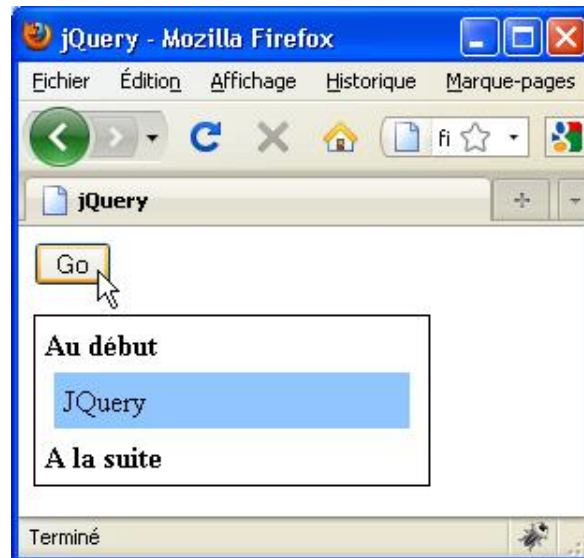 jQuery - Mozilla Firefox
Fichier Édition Affichage Historique Marque-pages
fi
jQuery
Go
Au début
JQuery
A la suite
Terminé